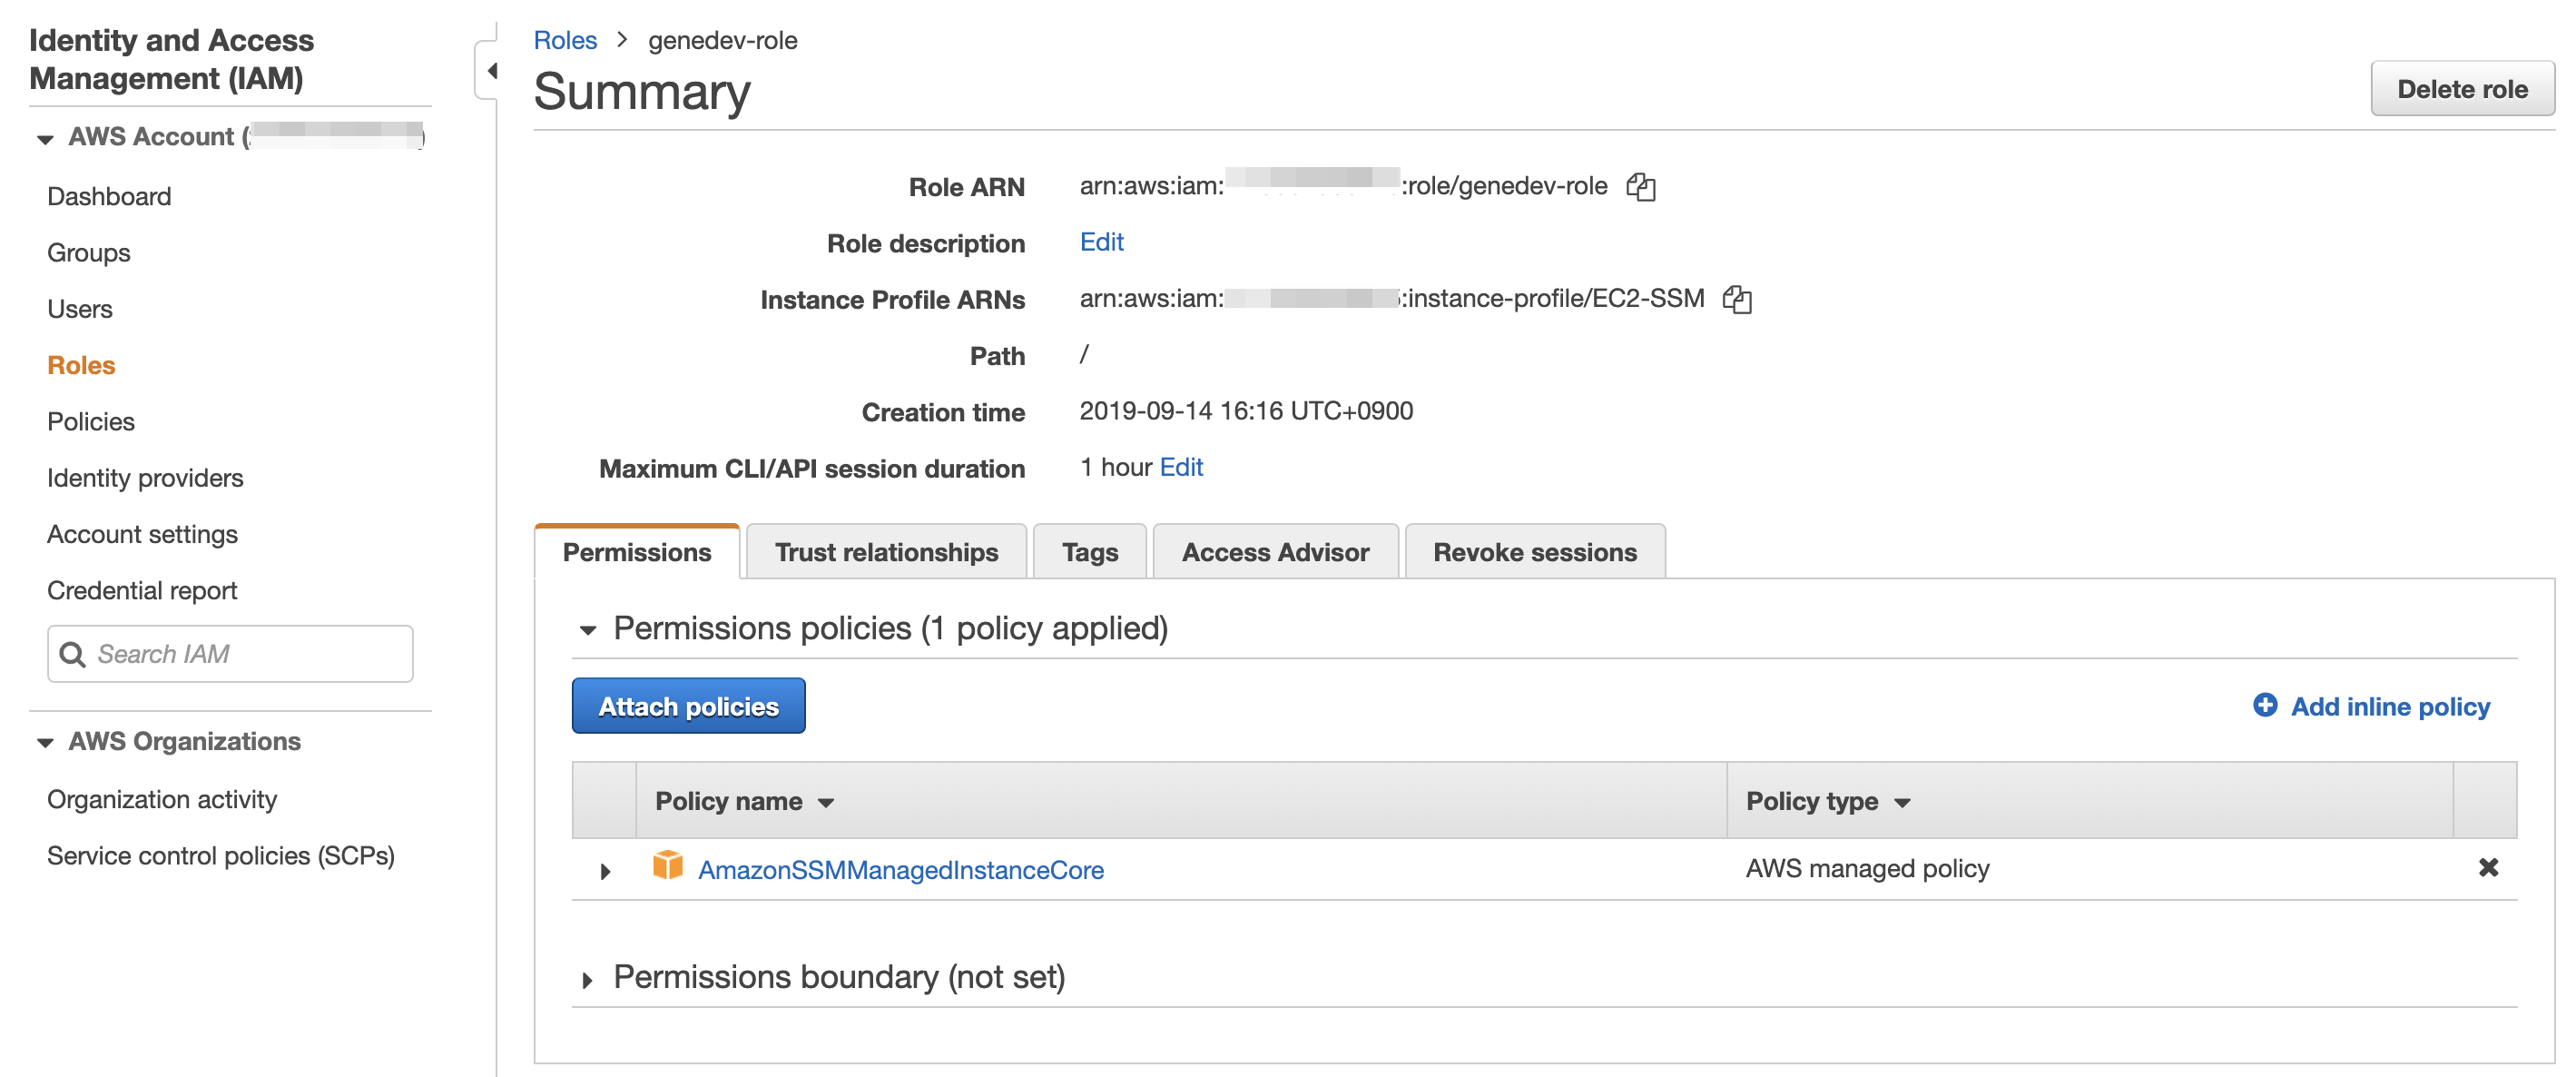 Identity and Access
Management (IAM)
AWS Account (
Dashboard
Groups
Users
Roles
Policies
Identity providers
Account settings
Credential report
Search IAM
AWS Organizations
Organization activity
Service control policies (SCPs)
Roles > genedev-role
Summary
Delete role
Role ARN arn:aws:iam: :role/genedev-role
Role description Edit
Instance Profile ARNs arn:aws:iam: :instance-profile/EC2-SSM
Path /
Creation time 2019-09-14 16:16 UTC+0900
Maximum CLI/API session duration 1 hour Edit
Permissions Trust relationships Tags Access Advisor Revoke sessions
Permissions policies (1 policy applied)
Attach policies Add inline policy
Policy name Policy type
AmazonSSMManagedInstanceCore AWS managed policy
Permissions boundary (not set)